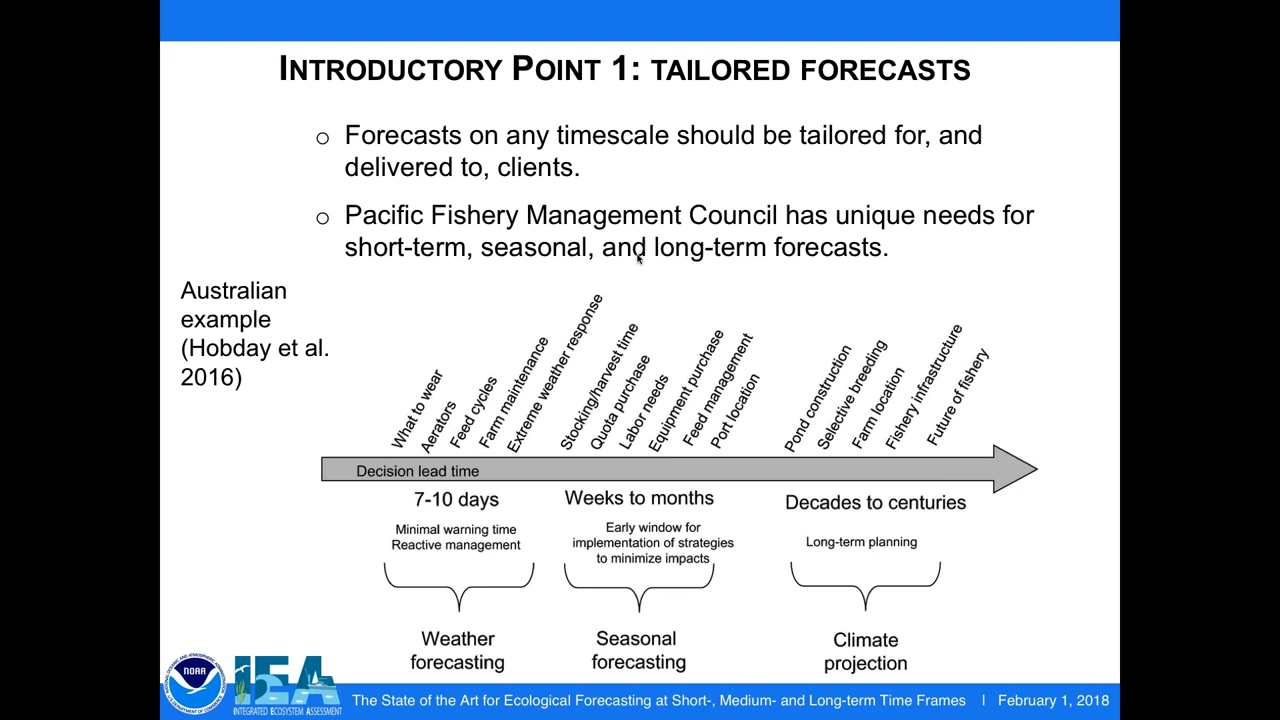 INTRODUCTORY POINT 1: TAILORED FORECASTS
o Forecasts on any timescale should be tailored for, and
delivered to, clients.
o Pacific Fishery Management Council has unique needs for
short-term, seasonal, and long-term forecasts.
Australian
example
(Hobday et al.
2016)
What to wear
Aerators
Feed cycles
Farm maintenance
Extreme weather response
Stocking/harvest time
Quota purchase
Labor needs
Equipment purchase
Feed management
Port location
Pond construction
Selective breeding
Farm location
Fishery infrastructure
Future of fishery
Decision lead time
7-10 days
Minimal warning time
Reactive management
Weeks to months
Early window for
implementation of strategies
to minimize impacts
Decades to centuries
Long-term planning
Weather
forecasting
Seasonal
forecasting
Climate
projection
NOAA
IEA
INTEGRATED ECOSYSTEM ASSESSMENT
The State of the Art for Ecological Forecasting at Short-, Medium- and Long-term Time Frames | February 1, 2018